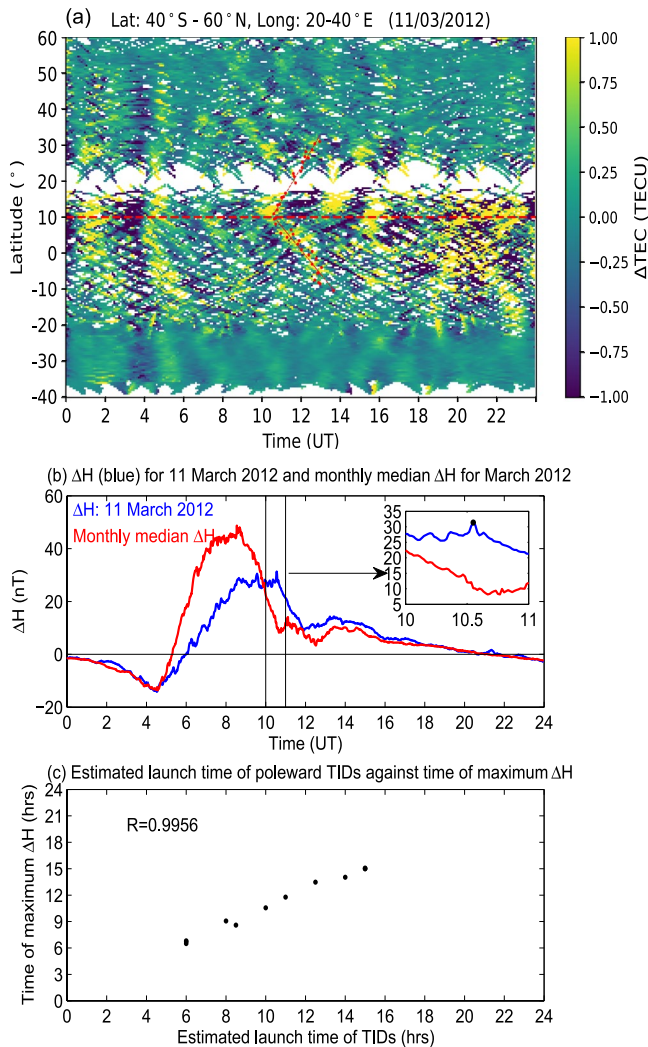 (a) Lat: 40°S - 60°N, Long: 20-40°E (11/03/2012)
60
50
40
30
20
10
0
−10
−20
−30
−40
Latitude (°)
0 2 4 6 8 10 12 14 16 18 20 22
Time (UT)
1.00
0.75
0.50
0.25
0.00
−0.25
−0.50
−0.75
−1.00
ΔTEC (TECU)
(b) ΔH (blue) for 11 March 2012 and monthly median ΔH for March 2012
60
40
20
0
−20
ΔH (nT)
ΔH: 11 March 2012
Monthly median ΔH
35
30
25
20
15
10
5
10 10.5 11
0 2 4 6 8 10 12 14 16 18 20 22 24
Time (UT)
(c) Estimated launch time of poleward TIDs against time of maximum ΔH
24
21
18
15
12
9
6
3
0
Time of maximum ΔH (hrs)
R=0.9956
0 2 4 6 8 10 12 14 16 18 20 22 24
Estimated launch time of TIDs (hrs)